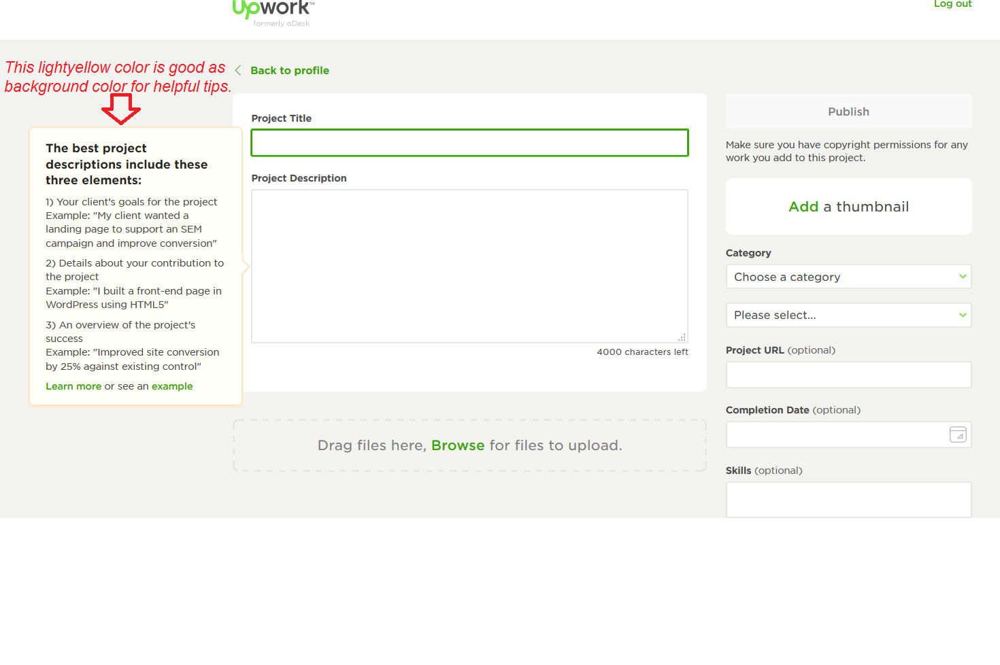 Upwork™
formerly oDesk
Log out
This lightyellow color is good as
background color for helpful tips.
Back to profile
The best project
descriptions include these
three elements:
1) Your client's goals for the project
Example: "My client wanted a
landing page to support an SEM
campaign and improve conversion"
2) Details about your contribution to
the project
Example: "I built a front-end page in
WordPress using HTML5"
3) An overview of the project's
success
Example: "Improved site conversion
by 25% against existing control"
Learn more or see an example
Project Title
Project Description
4000 characters left
Drag files here, Browse for files to upload.
Publish
Make sure you have copyright permissions for any
work you add to this project.
Add a thumbnail
Category
Choose a category
Please select...
Project URL (optional)
Completion Date (optional)
Skills (optional)